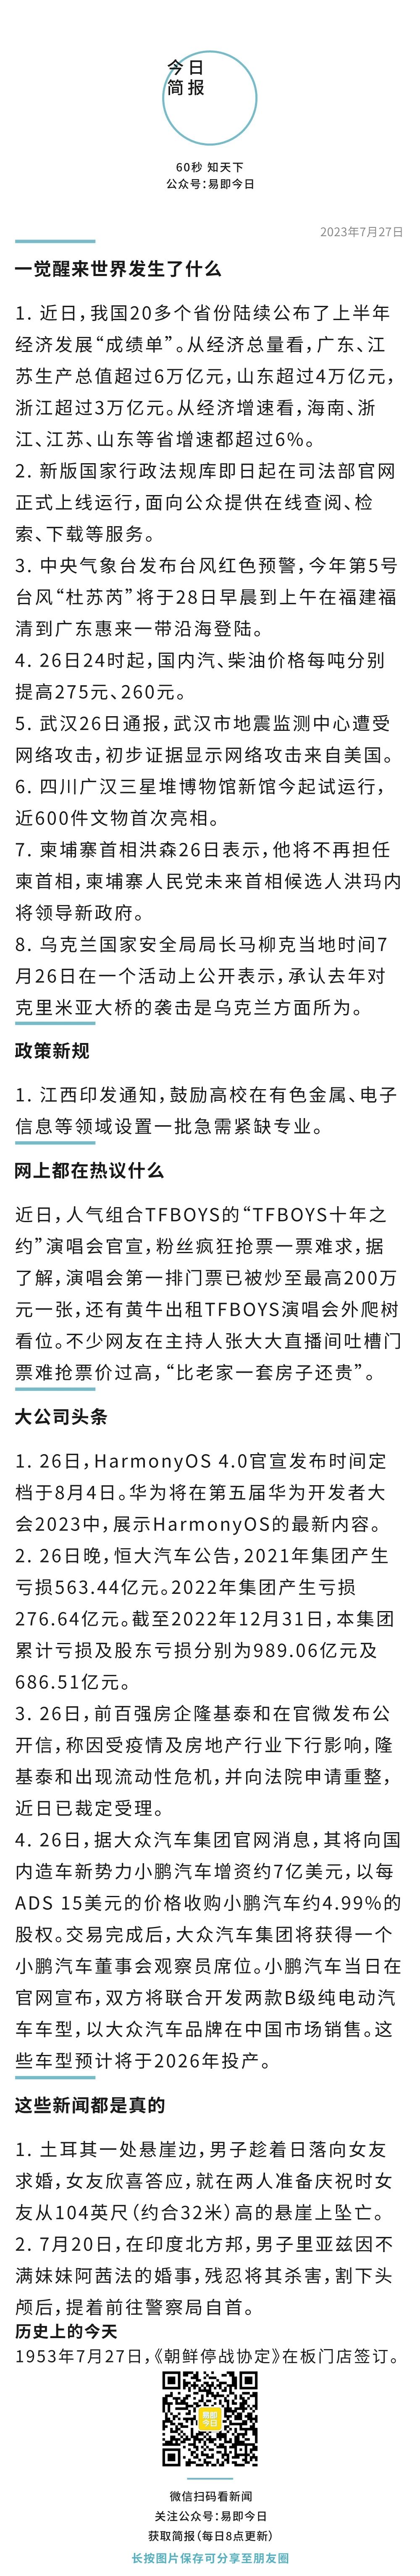 今日
简报
60秒 知天下
公众号：易即今日
2023年7月27日
一觉醒来世界发生了什么
1. 近日，我国20多个省份陆续公布了上半年
经济发展“成绩单”。从经济总量看，广东、江
苏生产总值超过6万亿元，山东超过4万亿元，
浙江超过3万亿元。从经济增速看，海南、浙
江、江苏、山东等省增速都超过6%。
2. 新版国家行政法规库即日起在司法部官网
正式上线运行，面向公众提供在线查阅、检
索、下载等服务。
3. 中央气象台发布台风红色预警，今年第5号
台风“杜苏芮”将于28日早晨到上午在福建福
清到广东惠来一带沿海登陆。
4. 26日24时起，国内汽、柴油价格每吨分别
提高275元、260元。
5. 武汉26日通报，武汉市地震监测中心遭受
网络攻击，初步证据显示网络攻击来自美国。
6. 四川广汉三星堆博物馆新馆今起试运行，
近600件文物首次亮相。
7. 柬埔寨首相洪森26日表示，他将不再担任
柬首相，柬埔寨人民党未来首相候选人洪玛内
将领导新政府。
8. 乌克兰国家安全局局长马柳克当地时间7
月26日在一个活动上公开表示，承认去年对
克里米亚大桥的袭击是乌克兰方面所为。
政策新规
1. 江西印发通知，鼓励高校在有色金属、电子
信息等领域设置一批急需紧缺专业。
网上都在热议什么
近日，人气组合TFBOYS的“TFBOYS十年之
约”演唱会官宣，粉丝疯狂抢票一票难求，据
了解，演唱会第一排门票已被炒至最高200万
元一张，还有黄牛出租TFBOYS演唱会外爬树
看位。不少网友在主持人张大大直播间吐槽门
票难抢票价过高，“比老家一套房子还贵”。
大公司头条
1. 26日，HarmonyOS 4.0官宣发布时间定
档于8月4日。华为将在第五届华为开发者大
会2023中，展示HarmonyOS的最新内容。
2. 26日晚，恒大汽车公告，2021年集团产生
亏损563.44亿元。2022年集团产生亏损
276.64亿元。截至2022年12月31日，本集团
累计亏损及股东亏损分别为989.06亿元及
686.51亿元。
3. 26日，前百强房企隆基泰和在官微发布公
开信，称因受疫情及房地产行业下行影响，隆
基泰和出现流动性危机，并向法院申请重整，
近日已裁定受理。
4. 26日，据大众汽车集团官网消息，其将向国
内造车新势力小鹏汽车增资约7亿美元，以每
ADS 15美元的价格收购小鹏汽车约4.99%的
股权。交易完成后，大众汽车集团将获得一个
小鹏汽车董事会观察员席位。小鹏汽车当日在
官网宣布，双方将联合开发两款B级纯电动汽
车车型，以大众汽车品牌在中国市场销售。这
些车型预计将于2026年投产。
这些新闻都是真的
1. 土耳其一处悬崖边，男子趁着日落向女友
求婚，女友欣喜答应，就在两人准备庆祝时女
友从104英尺（约合32米）高的悬崖上坠亡。
2. 7月20日，在印度北方邦，男子里亚兹因不
满妹妹阿茜法的婚事，残忍将其杀害，割下头
颅后，提着前往警察局自首。
历史上的今天
1953年7月27日，《朝鲜停战协定》在板门店签订。
易即
今日
微信扫码看新闻
关注公众号：易即今日
获取简报（每日8点更新）
长按图片保存可分享至朋友圈